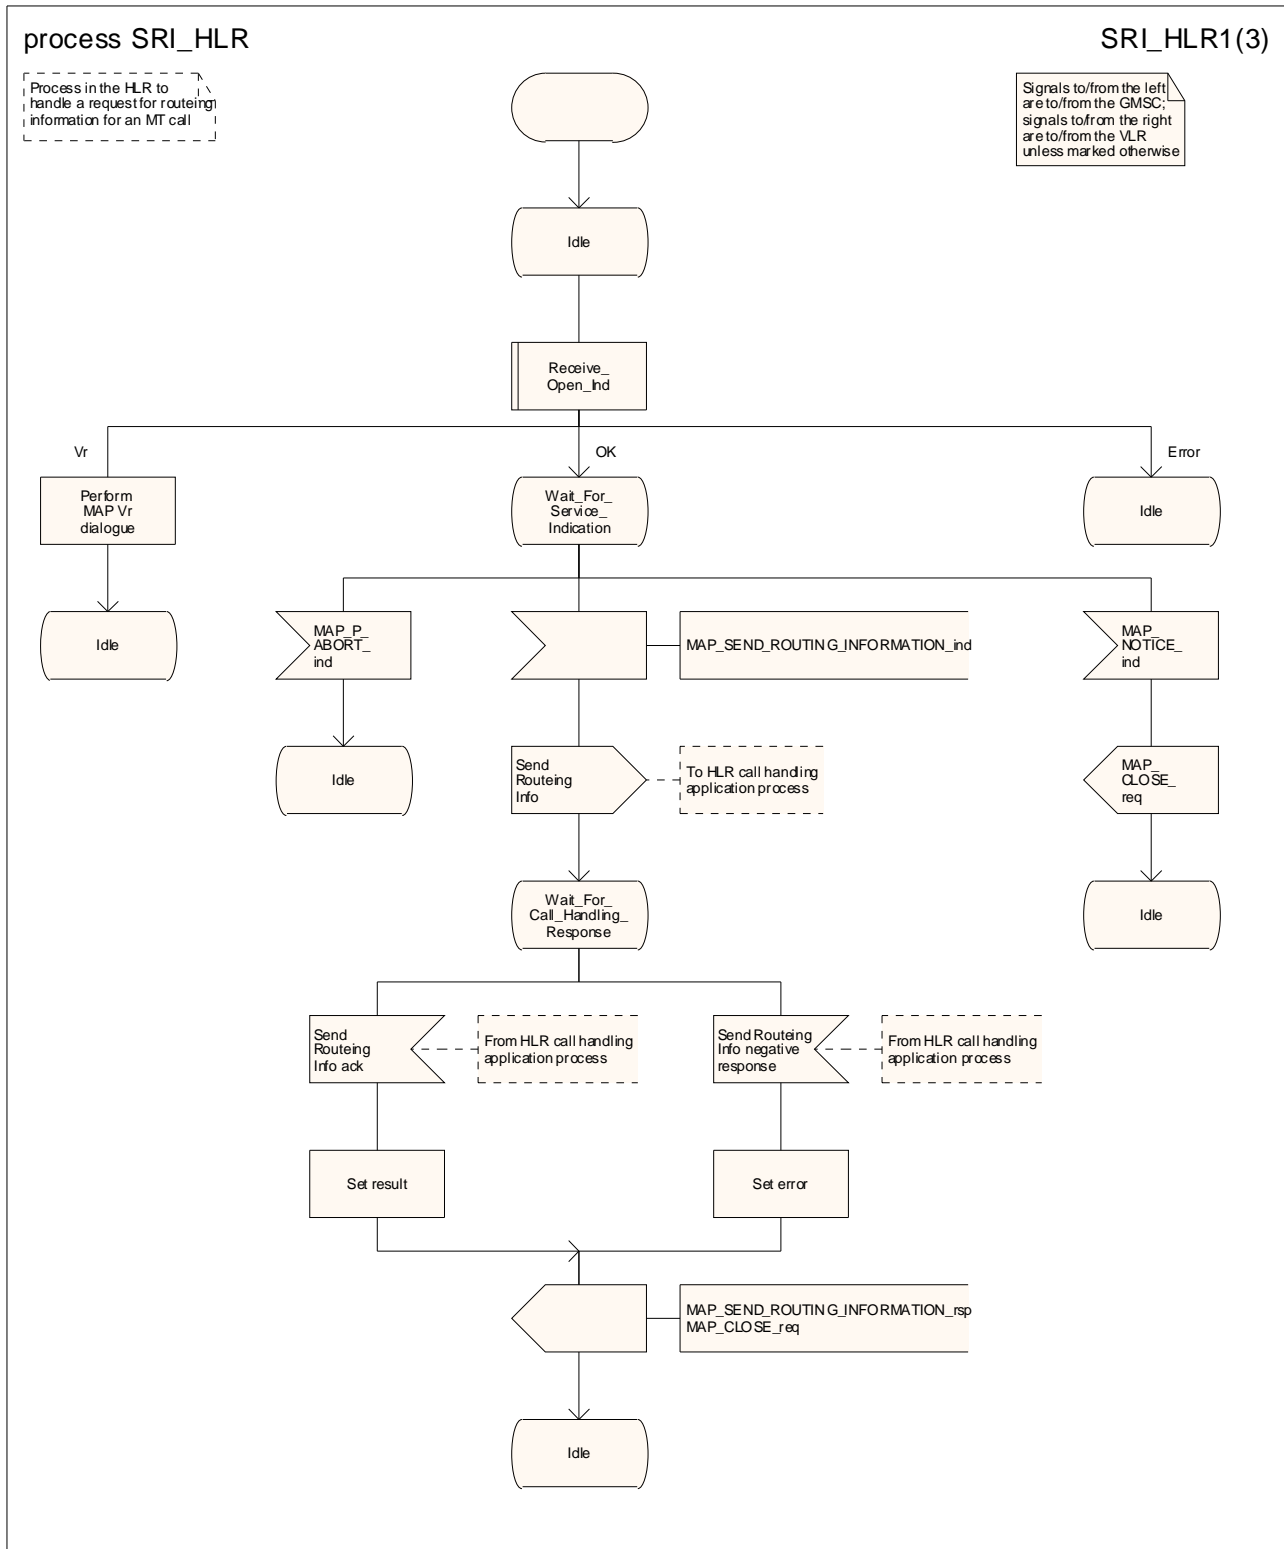 process SRI_HLR
SRI_HLR1(3)
Process in the HLR to
handle a request for routeing
information for an MT call
Signals to/from the left
are to/from the GMSC;
signals to/from the right
are to/from the VLR
unless marked otherwise
Idle
Receive_
Open_Ind
Vr
OK
Error
Perform
MAP Vr
dialogue
Wait_For_
Service_
Indication
Idle
Idle
MAP_P_
ABORT_
ind
MAP_SEND_ROUTING_INFORMATION_ind
MAP_
NOTICE_
ind
Idle
Send
Routeing
Info
To HLR call handling
application process
MAP_
CLOSE_
req
Wait_For_
Call_Handling_
Response
Idle
Send
Routeing
Info ack
From HLR call handling
application process
Send Routeing
Info negative
response
From HLR call handling
application process
Set result
Set error
MAP_SEND_ROUTING_INFORMATION_rsp
MAP_CLOSE_req
Idle